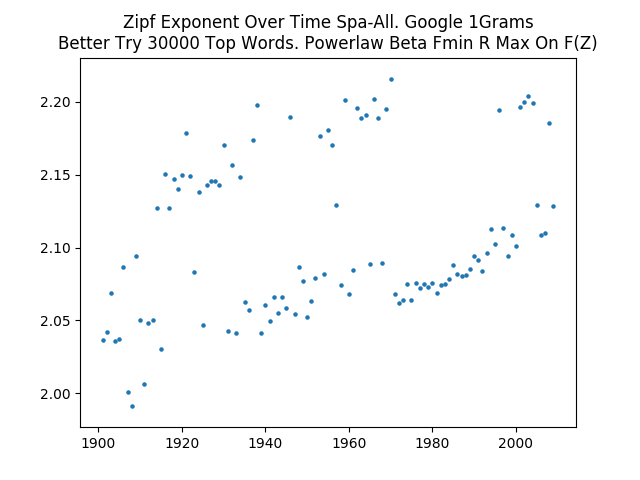 Zipf Exponent Over Time Spa-All. Google 1Grams
Better Try 30000 Top Words. Powerlaw Beta Fmin R Max On F(Z)
2.20
2.15
2.10
2.05
2.00
1900 1920 1940 1960 1980 2000